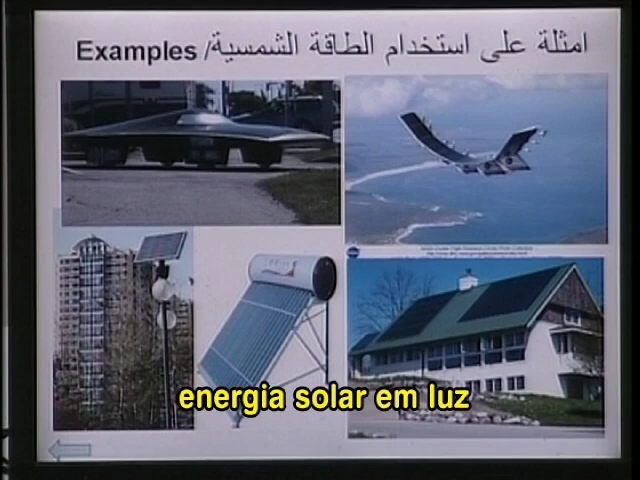 Examples / امثلة على استخدام الطاقة الشمسية
energia solar em luz